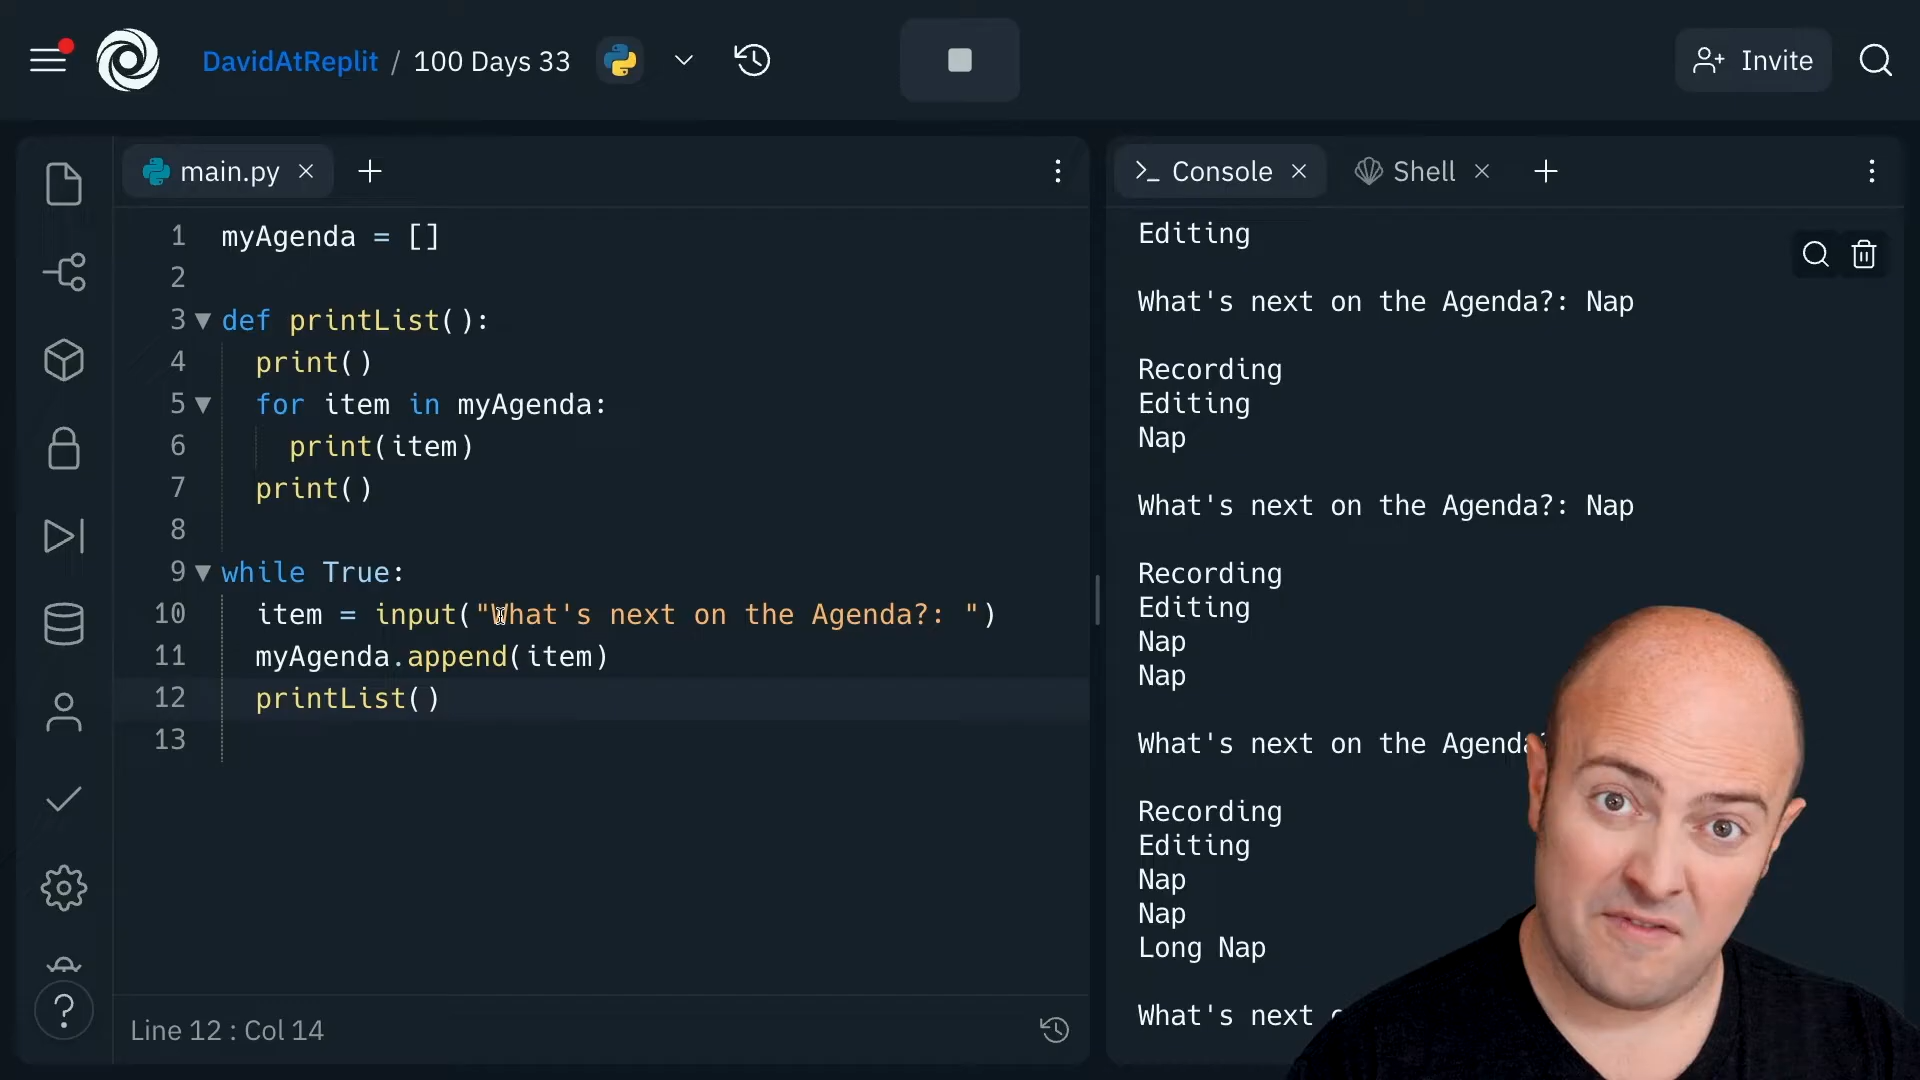 DavidAtReplit / 100 Days 33
Invite
main.py
1 myAgenda = []
2
3 def printList():
4 print()
5 for item in myAgenda:
6 print(item)
7 print()
8
9 while True:
10 item = input("What's next on the Agenda?: ")
11 myAgenda.append(item)
12 printList()
13
Line 12 : Col 14
Console
Shell
Editing
What's next on the Agenda?: Nap
Recording
Editing
Nap
What's next on the Agenda?: Nap
Recording
Editing
Nap
Nap
What's next on the Agenda?
Recording
Editing
Nap
Nap
Long Nap
What's next